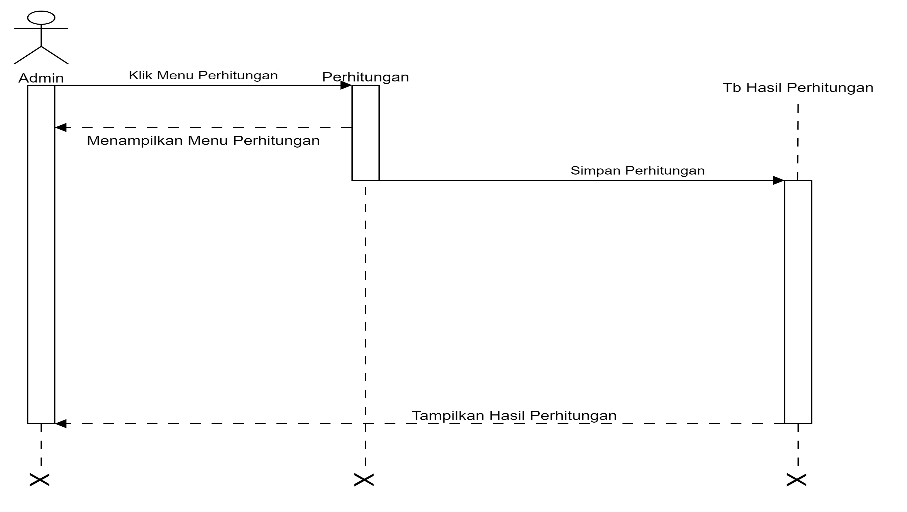 Admin
Klik Menu Perhitungan
Perhitungan
Tb Hasil Perhitungan
Menampilkan Menu Perhitungan
Simpan Perhitungan
Tampilkan Hasil Perhitungan